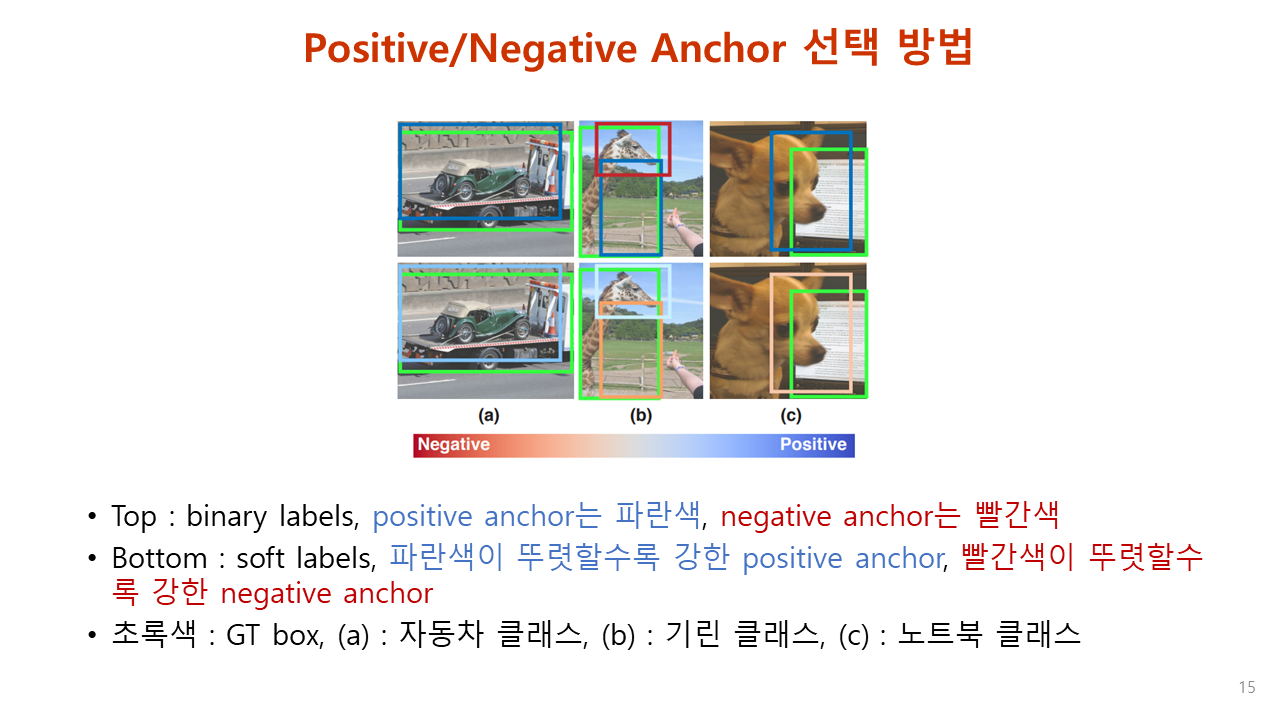 Positive/Negative Anchor 선택 방법
(a) (b) (c)
Negative Positive
• Top : binary labels, positive anchor는 파란색, negative anchor는 빨간색
• Bottom : soft labels, 파란색이 뚜렷할수록 강한 positive anchor, 빨간색이 뚜렷할수
록 강한 negative anchor
• 초록색 : GT box, (a) : 자동차 클래스, (b) : 기린 클래스, (c) : 노트북 클래스
15